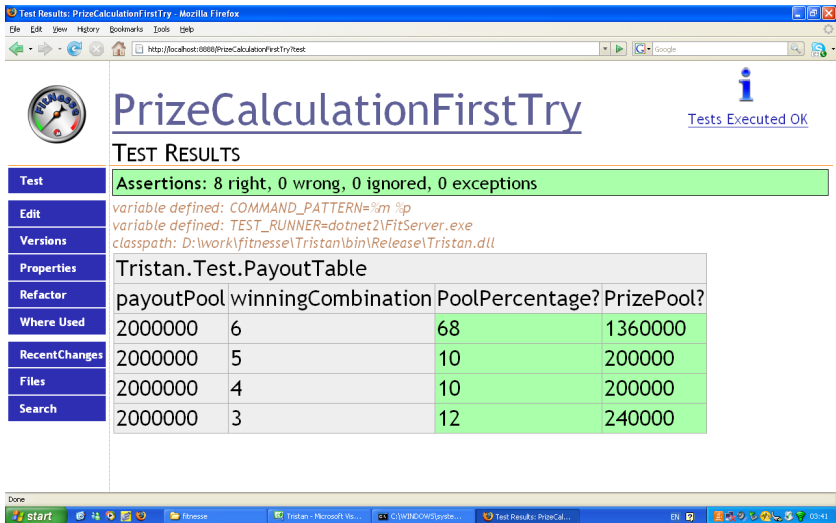 Test Results: PrizeCalculationFirstTry - Mozilla Firefox
File Edit View History Bookmarks Tools Help
http://localhost:8888/PrizeCalculationFirstTry?test
Google
FitNesse
PrizeCalculationFirstTry
Tests Executed OK
TEST RESULTS
Test
Assertions: 8 right, 0 wrong, 0 ignored, 0 exceptions
Edit
Versions
Properties
Refactor
Where Used
RecentChanges
Files
Search
variable defined: COMMAND_PATTERN=%m %p
variable defined: TEST_RUNNER=dotnet2\FitServer.exe
classpath: D:\work\fitnesse\Tristan\bin\Release\Tristan.dll
Tristan.Test.PayoutTable
payoutPool winningCombination PoolPercentage? PrizePool?
2000000 6 68 1360000
2000000 5 10 200000
2000000 4 10 200000
2000000 3 12 240000
Done
start fitnesse Tristan - Microsoft Vis... C:\WINDOWS\syste... Test Results: PrizeCal... EN 03:41